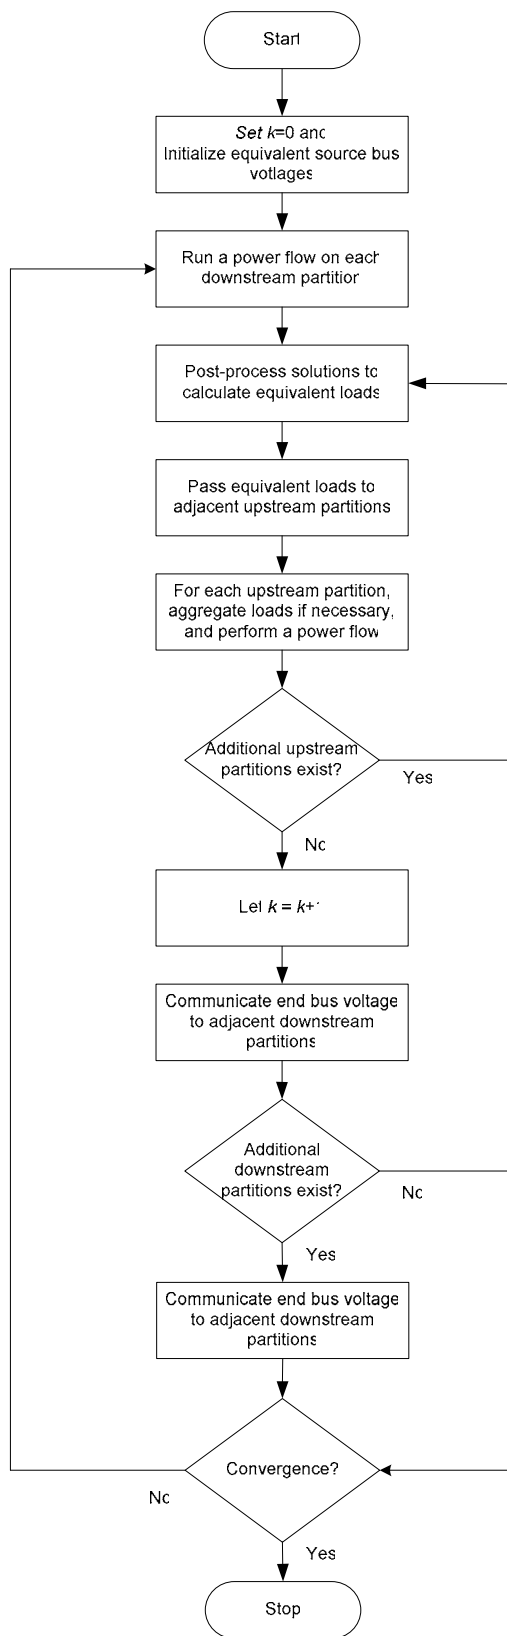 Start
Set k=0 and
Initialize equivalent source bus
votlages
Run a power flow on each
downstream partition
Post-process solutions to
calculate equivalent loads
Pass equivalent loads to
adjacent upstream partitions
For each upstream partition,
aggregate loads if necessary,
and perform a power flow
Additional upstream
partitions exist?
Yes
No
Let k = k+1
Communicate end bus voltage
to adjacent downstream
partitions
Additional
downstream
partitions exist?
No
Yes
Communicate end bus voltage
to adjacent downstream
partitions
Convergence?
No
Yes
Stop